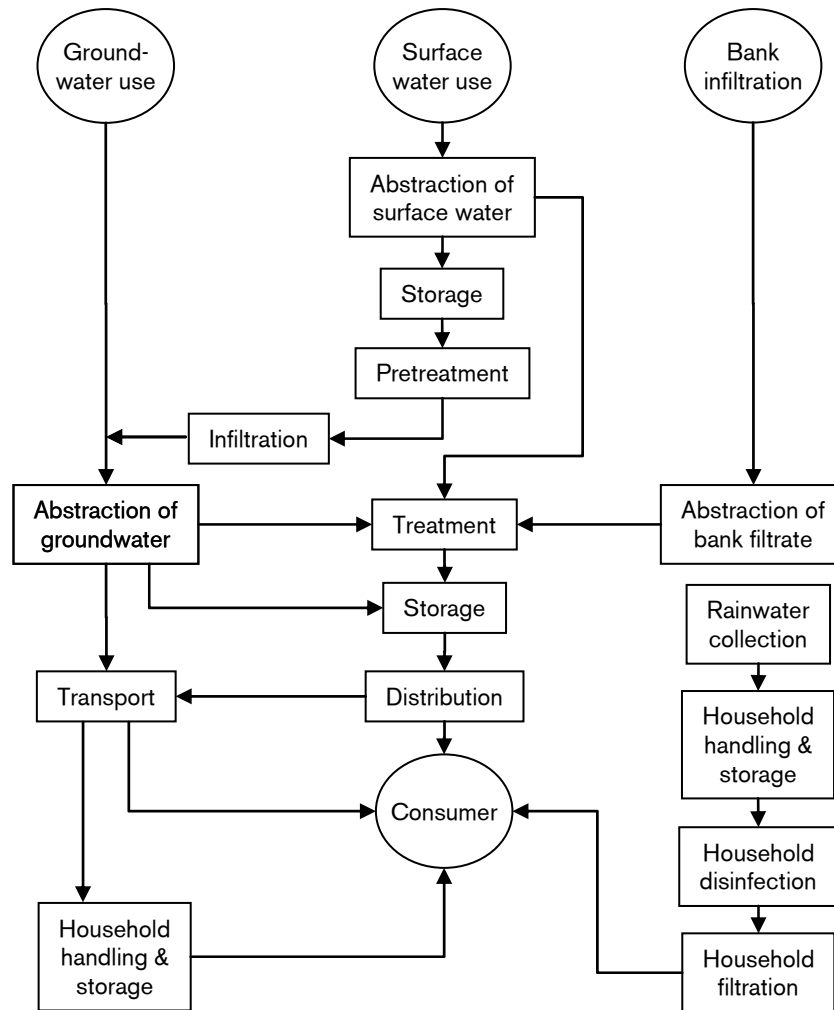 Ground-
water use
Surface
water use
Bank
infiltration
Abstraction of
surface water
Storage
Pretreatment
Infiltration
Abstraction of
groundwater
Treatment
Abstraction of
bank filtrate
Storage
Rainwater
collection
Transport
Distribution
Household
handling &
storage
Consumer
Household
disinfection
Household
handling &
storage
Household
filtration